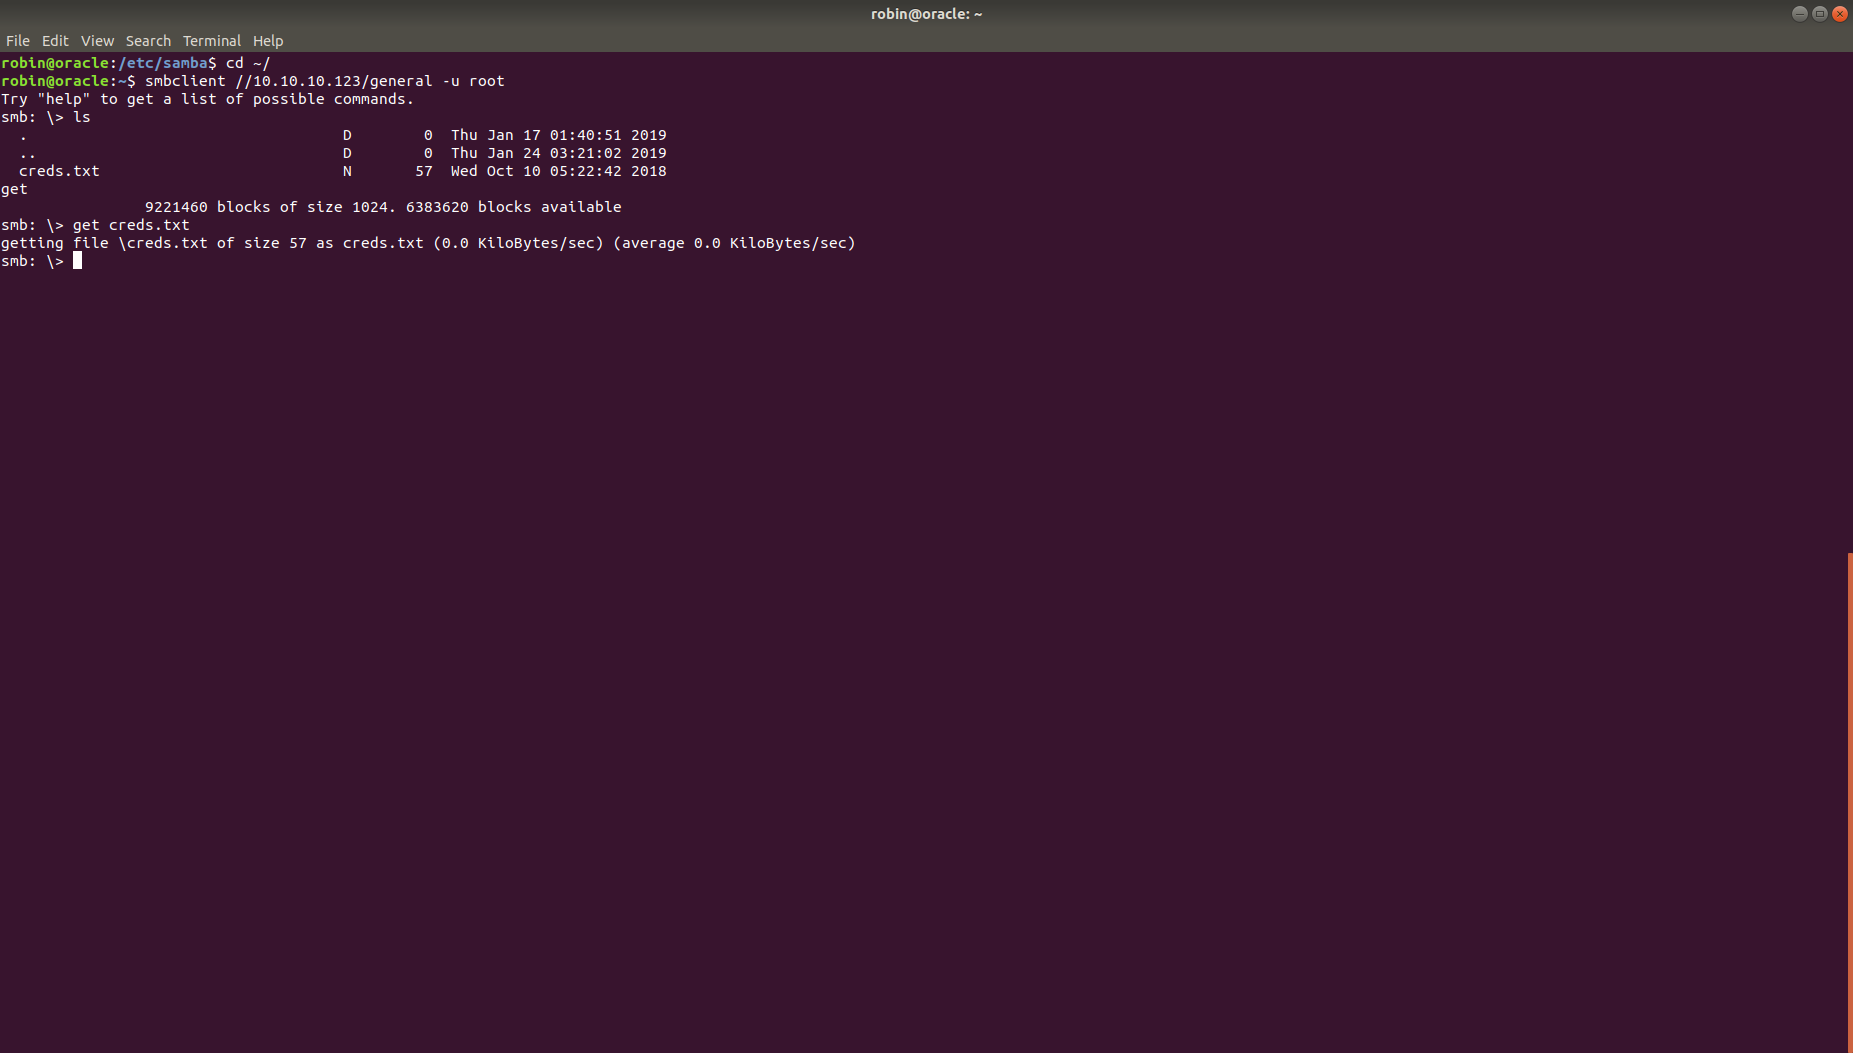 robin@oracle: ~
File Edit View Search Terminal Help
robin@oracle:/etc/samba$ cd ~/
robin@oracle:~$ smbclient //10.10.10.123/general -u root
Try "help" to get a list of possible commands.
smb: \> ls
  .                                   D        0  Thu Jan 17 01:40:51 2019
  ..                                  D        0  Thu Jan 24 03:21:02 2019
  creds.txt                           N       57  Wed Oct 10 05:22:42 2018
get
                9221460 blocks of size 1024. 6383620 blocks available
smb: \> get creds.txt
getting file \creds.txt of size 57 as creds.txt (0.0 KiloBytes/sec) (average 0.0 KiloBytes/sec)
smb: \>